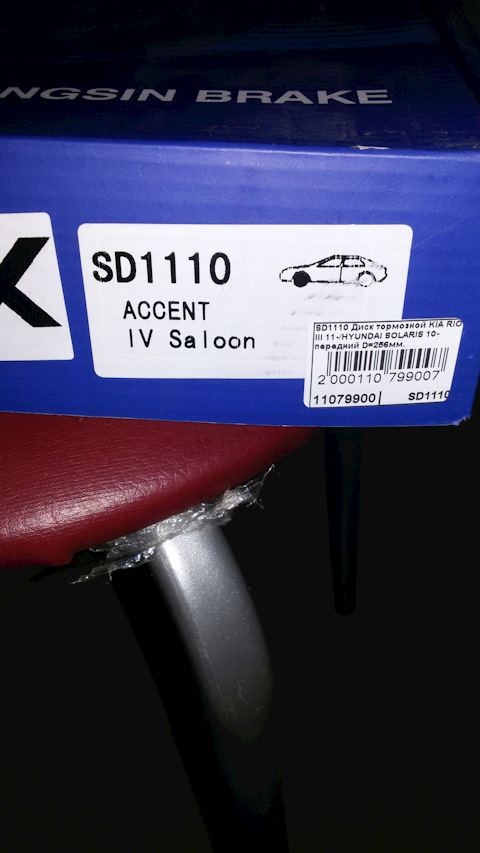 NGSIN BRAKE
K
SD1110
ACCENT
IV Saloon
SD1110 Диск тормозной KIA RIO
III 11-/HYUNDAI SOLARIS 10-
передний D=256мм.
2 000110 799007
11079900 SD1110